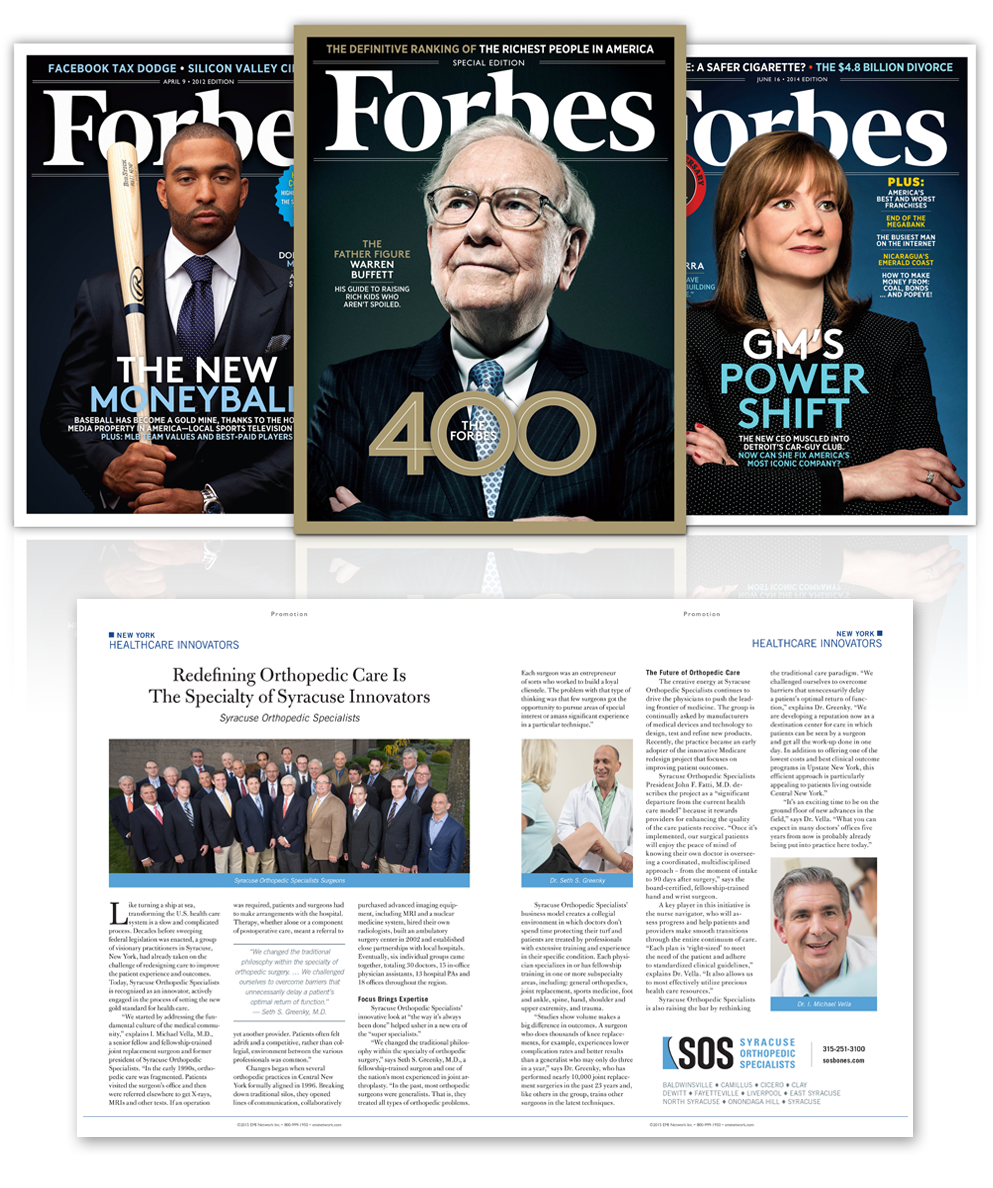 FACEBOOK TAX DODGE • SILICON VALLEY
APRIL 9 • 2012 EDITION
Forbe
THE NEW
MONEYBALL
BASEBALL HAS BECOME A GOLD MINE, THANKS TO THE
MEDIA PROPERTY IN AMERICA—LOCAL SPORTS TELEVISION
PLUS: MLB TEAM VALUES AND BEST-PAID PLAYERS
THE DEFINITIVE RANKING OF THE RICHEST PEOPLE IN AMERICA
SPECIAL EDITION
Forbes
THE
FATHER FIGURE
WARREN
BUFFETT
HIS GUIDE TO RAISING
RICH KIDS WHO
AREN'T SPOILED.
400
THE
FORBES
A SAFER CIGARETTE? • THE $4.8 BILLION DIVORCE
JUNE 16 • 2014 EDITION
orbes
PLUS:
AMERICA'S
BEST AND WORST
FRANCHISES
END OF THE
MEGABANK
THE BUSIEST MAN
ON THE INTERNET
NICARAGUA'S
EMERALD COAST
HOW TO MAKE
MONEY FROM:
COAL, BONDS
... AND POPEYE!
RRA
GM'S
POWER
SHIFT
THE NEW CEO MUSCLED INTO
DETROIT'S CAR-GUY CLUB.
NOW CAN SHE FIX AMERICA'S
MOST ICONIC COMPANY?
Promotion
NEW YORK
HEALTHCARE INNOVATORS
Redefining Orthopedic Care Is
The Specialty of Syracuse Innovators
Syracuse Orthopedic Specialists
Syracuse Orthopedic Specialists Surgeons
Like turning a ship at sea,
transforming the U.S. health care
system is a slow and complicated
process. Decades before sweeping
federal legislation was enacted, a group
of visionary practitioners in Syracuse,
New York, had already taken on the
challenge of redesigning care to improve
the patient experience and outcomes.
Today, Syracuse Orthopedic Specialists
is recognized as an innovator, actively
engaged in the process of setting the new
gold standard for health care.
"We started by addressing the fun-
damental culture of the medical commu-
nity," explains I. Michael Vella, M.D.,
a senior fellow and fellowship-trained
joint replacement surgeon and former
president of Syracuse Orthopedic
Specialists. "In the early 1990s, ortho-
pedic care was fragmented. Patients
visited the surgeon's office and then
were referred elsewhere to get X-rays,
MRIs and other tests. If an operation
was required, patients and surgeons had
to make arrangements with the hospital.
Therapy, whether alone or a component
of postoperative care, meant a referral to
"We changed the traditional
philosophy within the specialty of
orthopedic surgery. ... We challenged
ourselves to overcome barriers that
unnecessarily delay a patient's
optimal return of function."
— Seth S. Greenky, M.D.
yet another provider. Patients often felt
adrift and a competitive, rather than col-
legial, environment between the various
professionals was common."
Changes began when several
orthopedic practices in Central New
York formally aligned in 1996. Breaking
down traditional silos, they opened
lines of communication, collaboratively
purchased advanced imaging equip-
ment, including MRI and a nuclear
medicine system, hired their own
radiologists, built an ambulatory
surgery center in 2002 and established
close partnerships with local hospitals.
Eventually, six individual groups came
together, totaling 30 doctors, 15 in-office
physician assistants, 13 hospital PAs and
18 offices throughout the region.
Focus Brings Expertise
Syracuse Orthopedic Specialists'
innovative look at "the way it's always
been done" helped usher in a new era of
the "super specialists."
"We changed the traditional philos-
ophy within the specialty of orthopedic
surgery," says Seth S. Greenky, M.D., a
fellowship-trained surgeon and one of
the nation's most experienced in joint ar-
throplasty. "In the past, most orthopedic
surgeons were generalists. That is, they
treated all types of orthopedic problems.
©2015 EPB Network Inc. • 800-999-1950 •
Promotion
NEW YORK
HEALTHCARE INNOVATORS
Each surgeon was an entrepreneur
of sorts who worked to build a loyal
clientele. The problem with that type of
thinking was that few surgeons got the
opportunity to pursue areas of special
interest or amass significant experience
in a particular technique."
Dr. Seth S. Greenky
Syracuse Orthopedic Specialists'
business model creates a collegial
environment in which doctors don't
spend time protecting their turf and
patients are treated by professionals
with extensive training and experience
in their specific condition. Each physi-
cian specializes in or has fellowship
training in one or more subspecialty
areas, including: general orthopedics,
joint replacement, sports medicine, foot
and ankle, spine, hand, shoulder and
upper extremity, and trauma.
"Studies show volume makes a
big difference in outcomes. A surgeon
who does thousands of knee replace-
ments, for example, experiences lower
complication rates and better results
than a generalist who may only do three
in a year," says Dr. Greenky, who has
performed nearly 10,000 joint replace-
ment surgeries in the past 23 years and,
like others in the group, trains other
surgeons in the latest techniques.
The Future of Orthopedic Care
The creative energy at Syracuse
Orthopedic Specialists continues to
drive the physicians to push the lead-
ing frontier of medicine. The group is
continually asked by manufacturers
of medical devices and technology to
design, test and refine new products.
Recently, the practice became an early
adopter of the innovative Medicare
redesign project that focuses on
improving patient outcomes.
Syracuse Orthopedic Specialists
President John F. Fatti, M.D. de-
scribes the project as a "significant
departure from the current health
care model" because it rewards
providers for enhancing the quality
of the care patients receive. "Once it's
implemented, our surgical patients
will enjoy the peace of mind of
knowing their own doctor is oversee-
ing a coordinated, multidisciplined
approach – from the moment of intake
to 90 days after surgery," says the
board-certified, fellowship-trained
hand and wrist surgeon.
A key player in this initiative is
the nurse navigator, who will as-
sess progress and help patients and
providers make smooth transitions
through the entire continuum of care.
"Each plan is 'right-sized' to meet
the need of the patient and adhere
to standardized clinical guidelines,"
explains Dr. Vella. "It also allows us
to most effectively utilize precious
health care resources."
Syracuse Orthopedic Specialists
is also raising the bar by rethinking
the traditional care paradigm. "We
challenged ourselves to overcome
barriers that unnecessarily delay
a patient's optimal return of func-
tion," explains Dr. Greenky. "We
are developing a reputation now as a
destination center for care in which
patients can be seen by a surgeon
and get all the work-up done in one
day. In addition to offering one of the
lowest costs and best clinical outcome
programs in Upstate New York, this
efficient approach is particularly
appealing to patients living outside
Central New York."
"It's an exciting time to be on the
ground floor of new advances in the
field," says Dr. Vella. "What you can
expect in many doctors' offices five
years from now is probably already
being put into practice here today."
Dr. I. Michael Vella
SOS SYRACUSE
ORTHOPEDIC
SPECIALISTS
315-251-3100
sosbones.com
BALDWINSVILLE ♦ CAMILLUS ♦ CICERO ♦ CLAY
DEWITT ♦ FAYETTEVILLE ♦ LIVERPOOL ♦ EAST SYRACUSE
NORTH SYRACUSE ♦ ONONDAGA HILL ♦ SYRACUSE
©2015 EPB Network Inc. • 800-999-1950 •